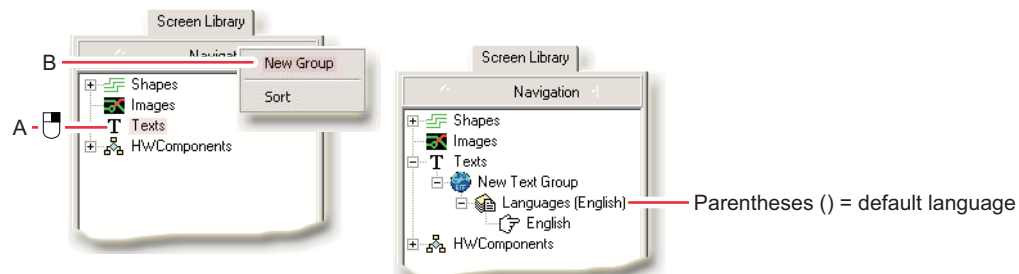 Screen Library
Navigat
B
New Group
Sort
Shapes
Images
A
T Texts
HWComponents
Screen Library
Navigation
Shapes
Images
T Texts
New Text Group
Languages (English)
Parentheses () = default language
English
HWComponents